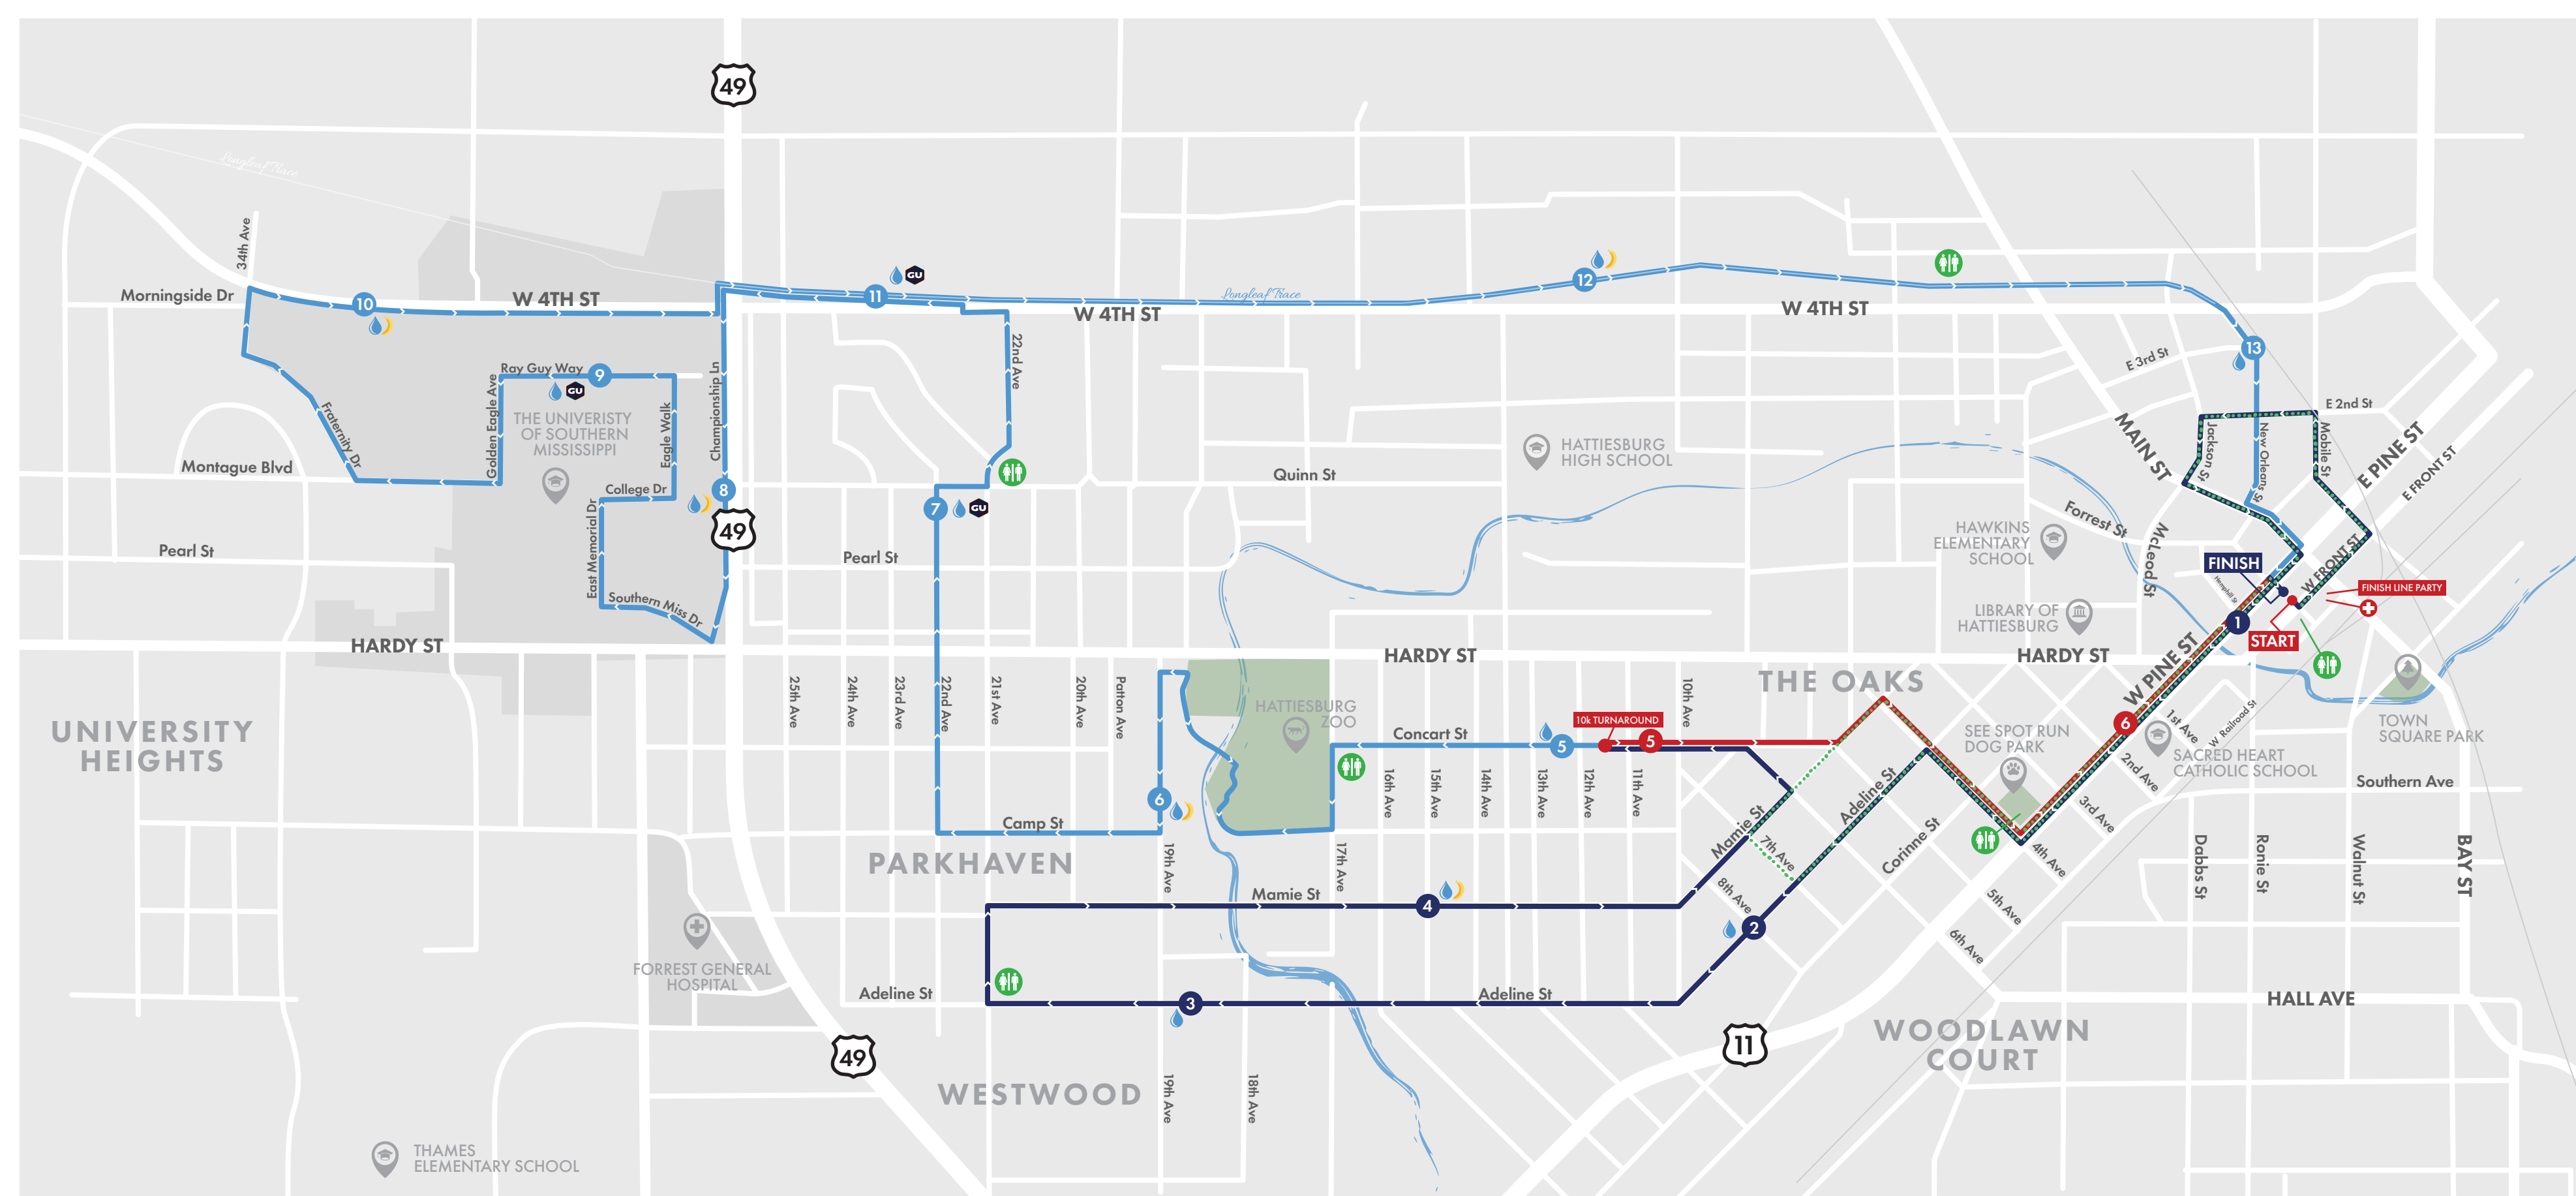 49
Longleaf Trace
34th Ave
Morningside Dr
10
W 4TH ST
11
GU
Longleaf Trace
W 4TH ST
12
W 4TH ST
13
E 3rd St
E 2nd St
Ray Guy Way
9
GU
THE UNIVERISTY
OF SOUTHERN
MISSISSIPPI
Golden Eagle Ave
Eagle Walk
Championship Ln
Fraternity Dr
Montague Blvd
College Dr
8
49
East Memorial Dr
Southern Miss Dr
Pearl St
HARDY ST
22nd Ave
7
GU
Pearl St
Quinn St
HATTIESBURG
HIGH SCHOOL
MAIN ST
Jackson St
New Orleans St
Mobile St
E PINE ST
E FRONT ST
Forrest St
McLeod St
HAWKINS
ELEMENTARY
SCHOOL
FINISH
W FRONT ST
Hemphill St
FINISH LINE PARTY
LIBRARY OF
HATTIESBURG
1
START
HARDY ST
HARDY ST
THE OAKS
W PINE ST
UNIVERSITY
HEIGHTS
25th Ave
24th Ave
23rd Ave
22nd Ave
21st Ave
20th Ave
Patton Ave
HATTIESBURG
ZOO
10k TURNAROUND
10th Ave
Concart St
5
5
6
SEE SPOT RUN
DOG PARK
1st Ave
W Railroad St
SACRED HEART
CATHOLIC SCHOOL
TOWN
SQUARE PARK
2nd Ave
Southern Ave
16th Ave
15th Ave
14th Ave
13th Ave
12th Ave
11th Ave
6
Camp St
PARKHAVEN
Mamie St
Adeline St
7th Ave
Corinne St
3rd Ave
4th Ave
19th Ave
17th Ave
Dabbs St
Ronie St
Walnut St
BAY ST
Mamie St
4
8th Ave
2
5th Ave
6th Ave
FORREST GENERAL
HOSPITAL
Adeline St
3
Adeline St
HALL AVE
49
11
WOODLAWN
COURT
WESTWOOD
19th Ave
18th Ave
THAMES
ELEMENTARY SCHOOL